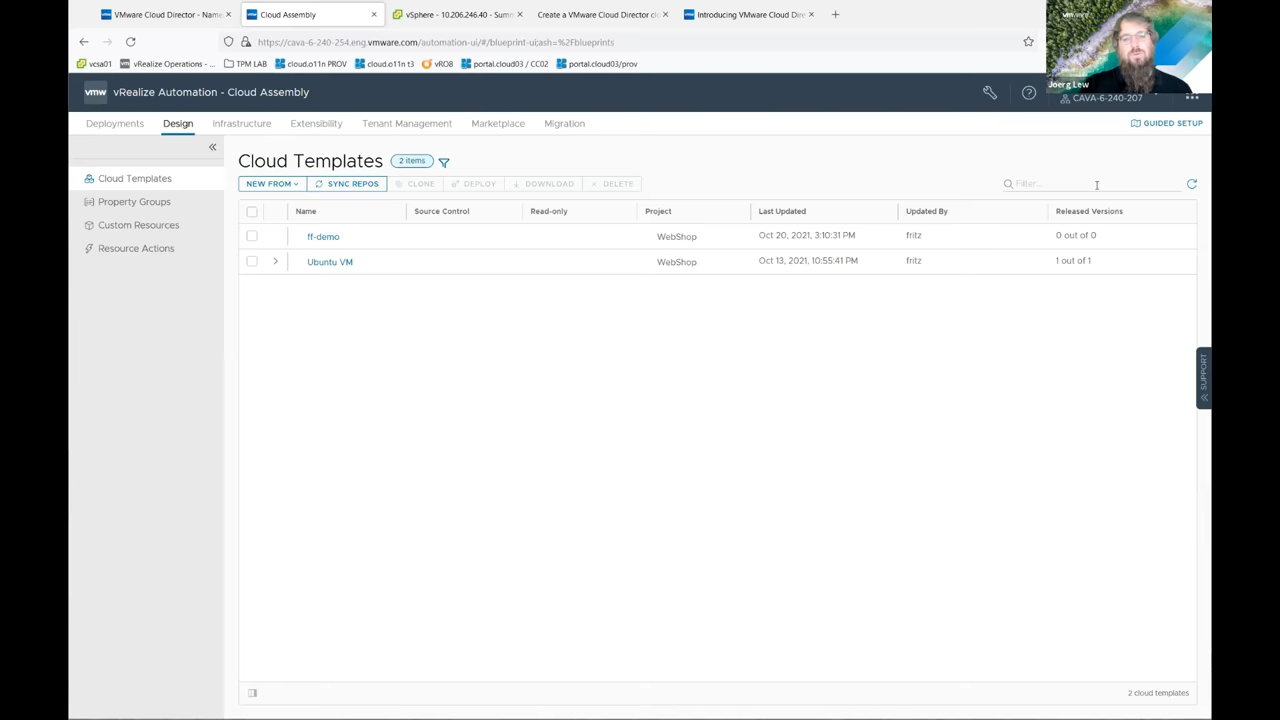 VMware Cloud Director - Name
Cloud Assembly
vSphere - 10.206.246.40 - Summ
Create a VMware Cloud Director cl
Introducing VMware Cloud Dire
https://cava-6-240-254.eng.vmware.com/automation-ui/#/blueprint-ui;ash=%2Fblueprints
vcsa01
vRealize Operations - ...
TPM LAB
cloud.o11n PROV
cloud.o11n t3
vRO8
portal.cloud03 / CC02
portal.cloud03/prov
vmw
Joerg Lew
vmw vRealize Automation - Cloud Assembly
CAVA-6-240-207
Deployments Design Infrastructure Extensibility Tenant Management Marketplace Migration
GUIDED SETUP
Cloud Templates
Property Groups
Custom Resources
Resource Actions
Cloud Templates 2 items
NEW FROM SYNC REPOS CLONE DEPLOY DOWNLOAD DELETE
Filter...
Name Source Control Read-only Project Last Updated Updated By Released Versions
ff-demo WebShop Oct 20, 2021, 3:10:31 PM fritz 0 out of 0
Ubuntu VM WebShop Oct 13, 2021, 10:55:41 PM fritz 1 out of 1
SUPPORT
2 cloud templates